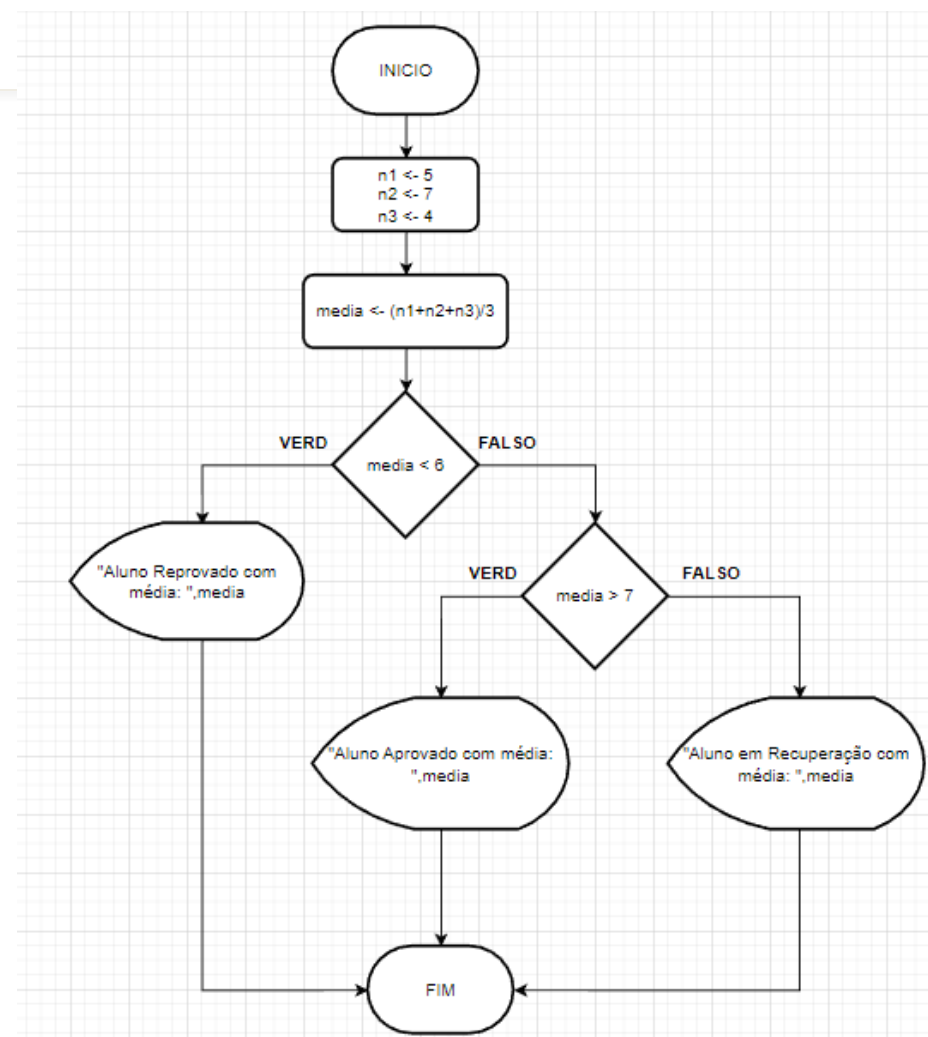 INICIO
n1 <- 5
n2 <- 7
n3 <- 4
media <- (n1+n2+n3)/3
VERD
FALSO
media < 6
"Aluno Reprovado com
média: ",media
VERD
FALSO
media > 7
"Aluno Aprovado com média:
",media
"Aluno em Recuperação com
média: ",media
FIM